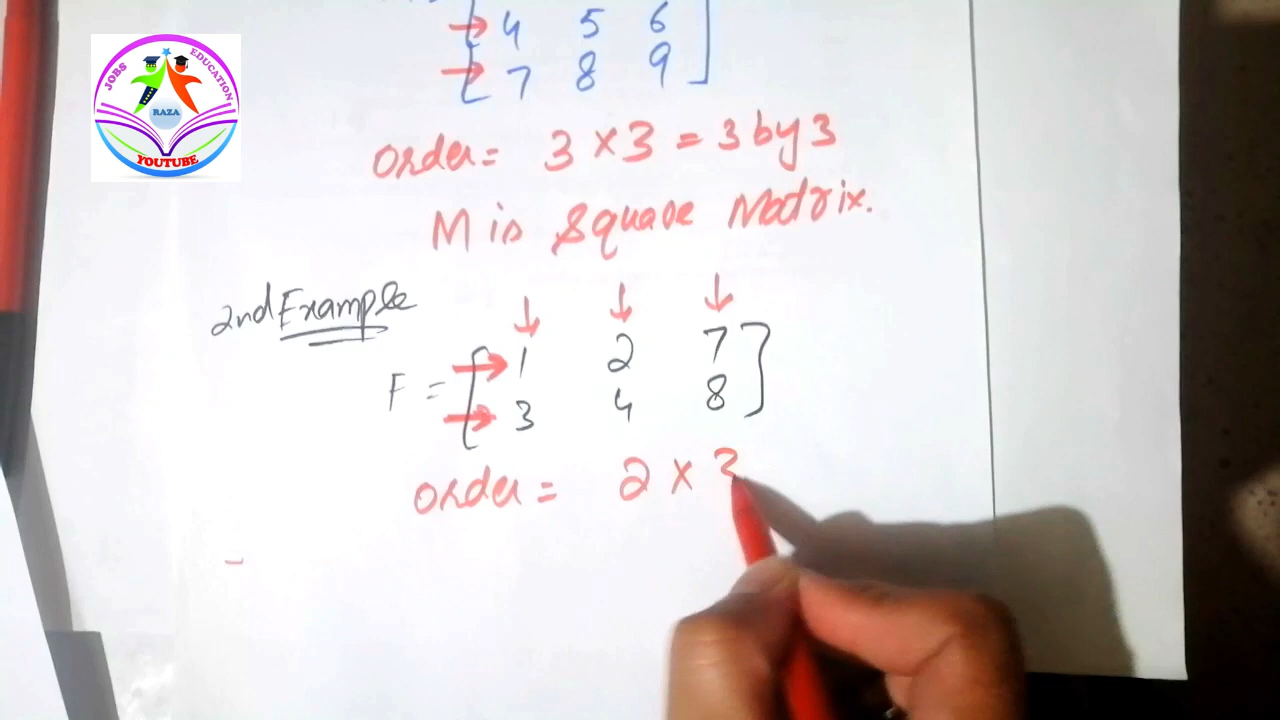 4 5 6
7 8 9
JOBS EDUCATION
RAZA
YOUTUBE
Order = 3 × 3 = 3 by 3
M is Square Matrix.
2nd Example
F = [ 1 2 7
3 4 8 ]
Order = 2 × 3